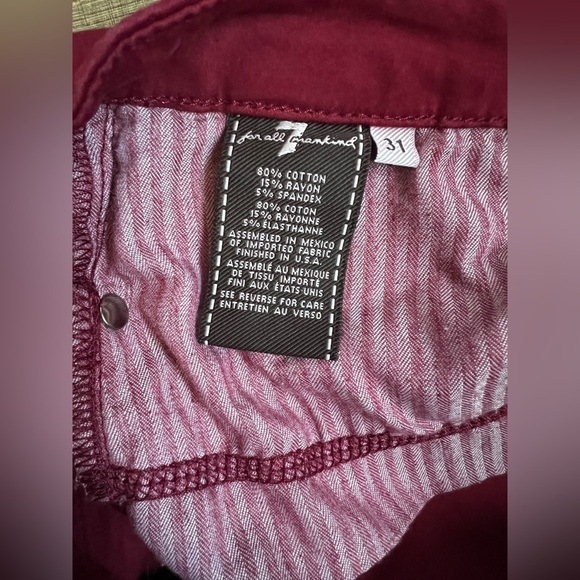 7
for all mankind
31
80% COTTON
15% RAYON
5% SPANDEX
80% COTON
15% RAYONNE
5% ÉLASTHANNE
ASSEMBLED IN MEXICO
OF IMPORTED FABRIC
FINISHED IN U.S.A.
ASSEMBLÉ AU MEXIQUE
DE TISSU IMPORTÉ
FINI AUX ÉTATS-UNIS
SEE REVERSE FOR CARE
ENTRETIEN AU VERSO